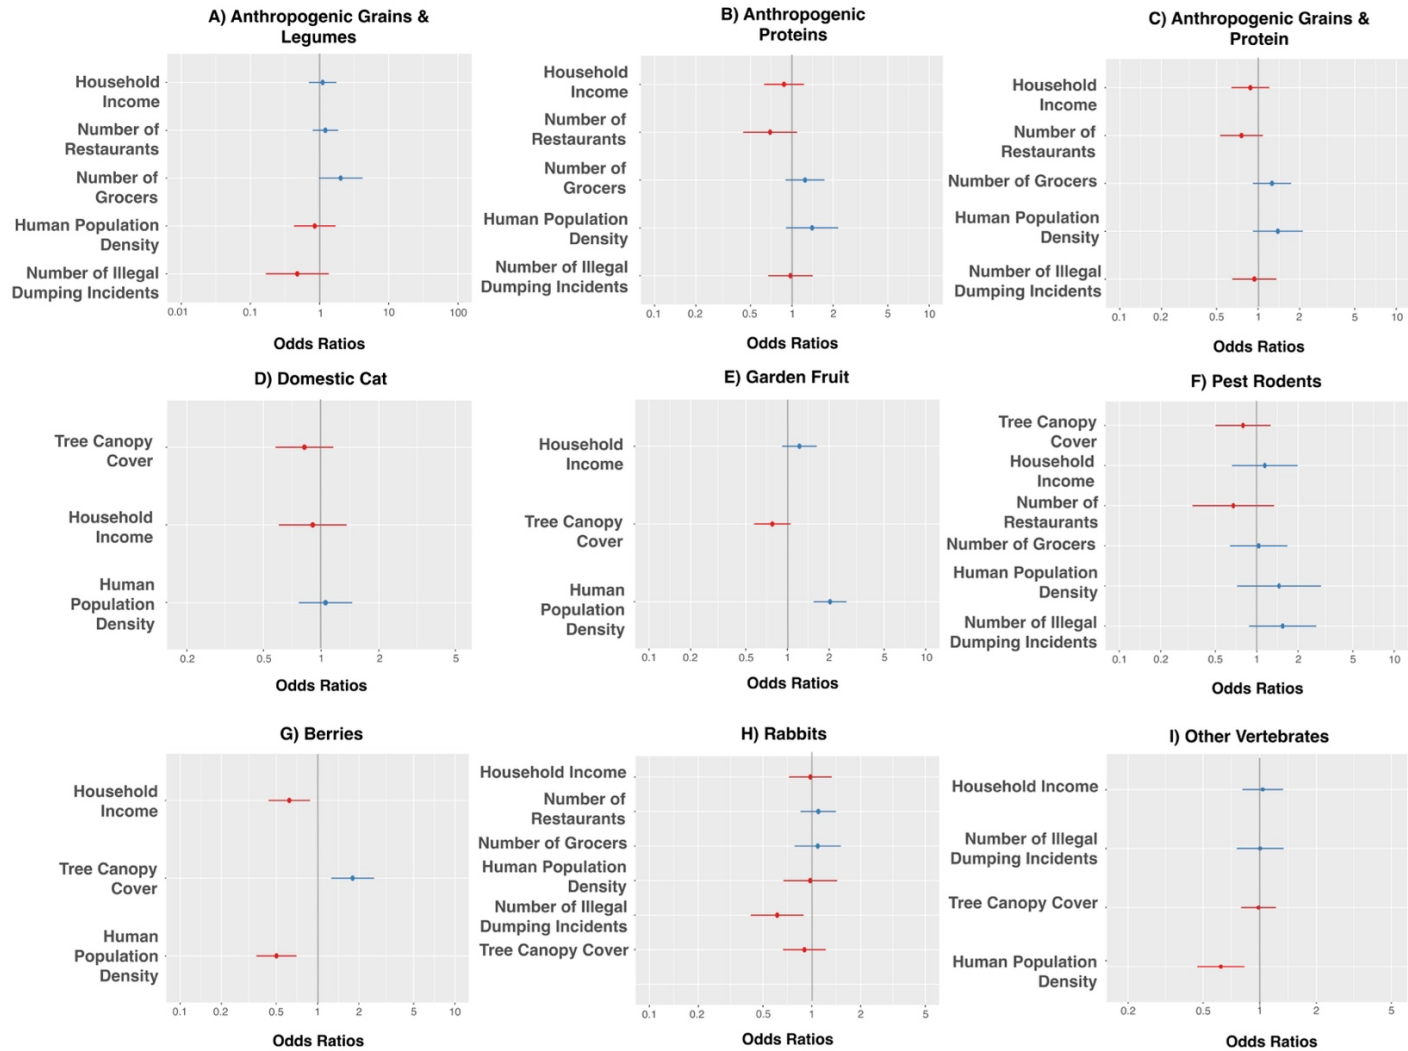 A) Anthropogenic Grains &
Legumes
Household
Income
Number of
Restaurants
Number of
Grocers
Human Population
Density
Number of Illegal
Dumping Incidents
0.01 0.1 1 10 100
Odds Ratios
B) Anthropogenic
Proteins
Household
Income
Number of
Restaurants
Number of
Grocers
Human Population
Density
Number of Illegal
Dumping Incidents
0.1 0.2 0.5 1 2 5 10
Odds Ratios
C) Anthropogenic Grains &
Protein
Household
Income
Number of
Restaurants
Number of Grocers
Human Population
Density
Number of Illegal
Dumping Incidents
0.1 0.2 0.5 1 2 5 10
Odds Ratios
D) Domestic Cat
Tree Canopy
Cover
Household
Income
Human
Population
Density
0.2 0.5 1 2 5
Odds Ratios
E) Garden Fruit
Household
Income
Tree Canopy
Cover
Human
Population
Density
0.1 0.2 0.5 1 2 5 10
Odds Ratios
F) Pest Rodents
Tree Canopy
Cover
Household
Income
Number of
Restaurants
Number of Grocers
Human Population
Density
Number of Illegal
Dumping Incidents
0.1 0.2 0.5 1 2 5 10
Odds Ratios
G) Berries
Household
Income
Tree Canopy
Cover
Human
Population
Density
0.1 0.2 0.5 1 2 5 10
Odds Ratios
H) Rabbits
Household Income
Number of
Restaurants
Number of Grocers
Human Population
Density
Number of Illegal
Dumping Incidents
Tree Canopy Cover
0.1 0.2 0.5 1 2 5
Odds Ratios
I) Other Vertebrates
Household Income
Number of Illegal
Dumping Incidents
Tree Canopy Cover
Human Population
Density
0.2 0.5 1 2 5
Odds Ratios